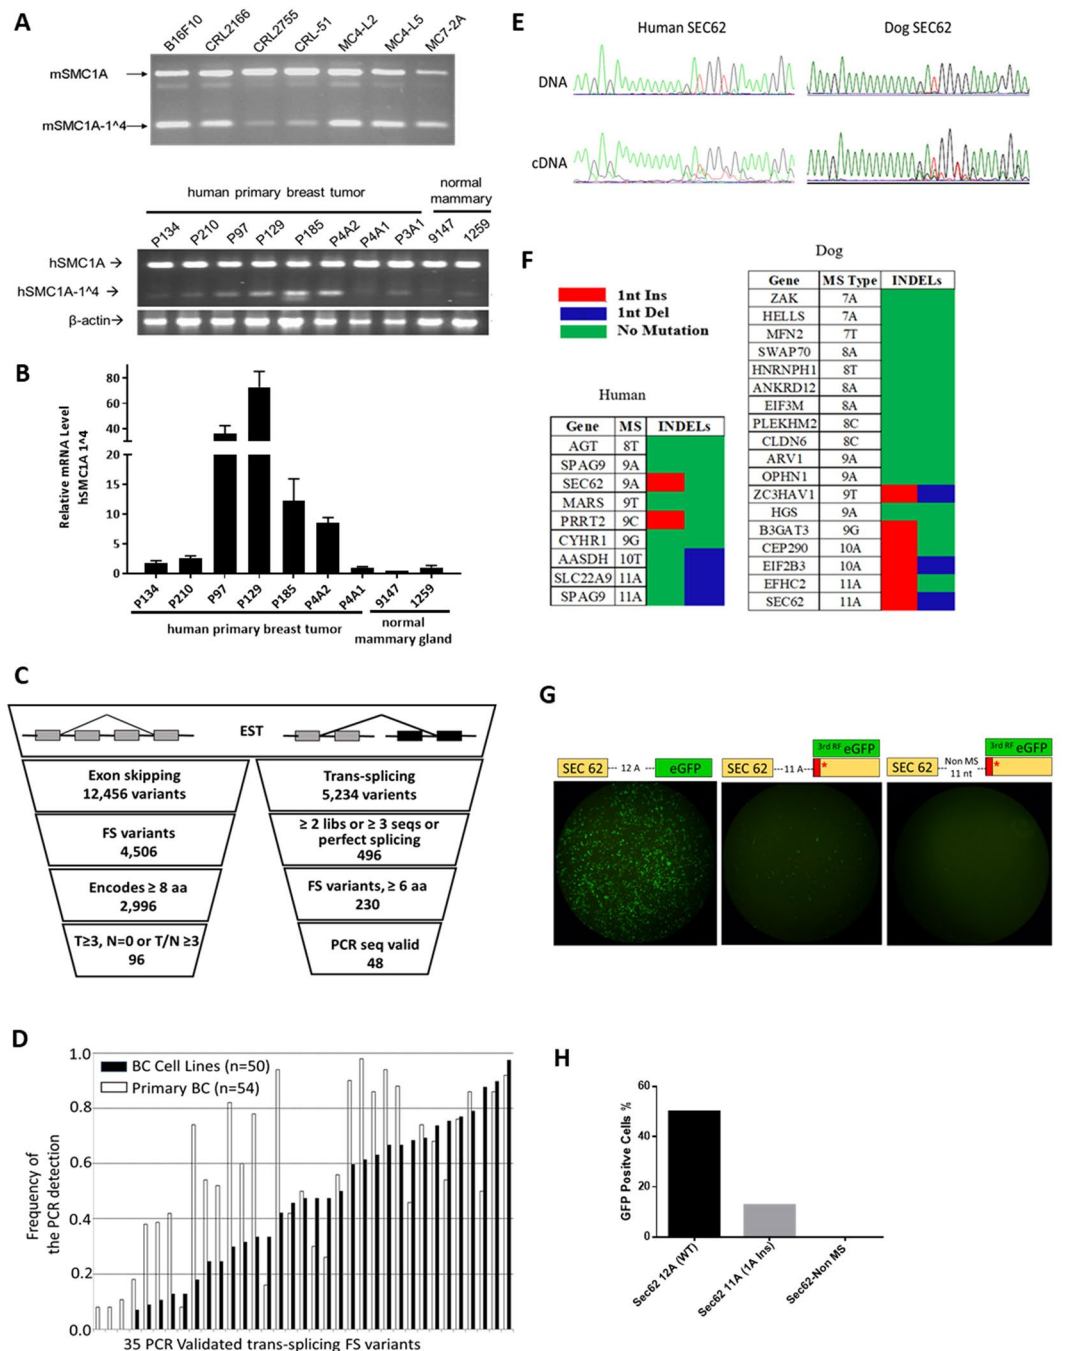 A
B16F10
CRL2166
CRL2755
CRL-51
MC4-L2
MC4-L5
MC7-2A
mSMC1A
mSMC1A-1^4
human primary breast tumor
normal
mammary
P134
P210
P97
P129
P185
P4A2
P4A1
P3A1
9147
1259
hSMC1A
hSMC1A-1^4
β-actin
B
Relative mRNA Level
hSMC1A 1^4
80
60
40
20
20
15
10
5
0
P134
P210
P97
P129
P185
P4A2
P4A1
9147
1259
human primary breast tumor
normal
mammary gland
C
EST
Exon skipping
12,456 variants
FS variants
4,506
Encodes ≥ 8 aa
2,996
T≥3, N=0 or T/N ≥3
96
Trans-splicing
5,234 varients
≥ 2 libs or ≥ 3 seqs or
perfect splicing
496
FS variants, ≥ 6 aa
230
PCR seq valid
48
D
Frequency of
the PCR detection
1.0
0.8
0.6
0.4
0.2
0.0
BC Cell Lines (n=50)
Primary BC (n=54)
35 PCR Validated trans-splicing FS variants
E
Human SEC62
Dog SEC62
DNA
cDNA
F
1nt Ins
1nt Del
No Mutation
Human
Gene MS INDELs
AGT 8T
SPAG9 9A
SEC62 9A
MARS 9T
PRRT2 9C
CYHR1 9G
AASDH 10T
SLC22A9 11A
SPAG9 11A
Dog
Gene MS Type INDELs
ZAK 7A
HELLS 7A
MFN2 7T
SWAP70 8A
HNRNPH1 8T
ANKRD12 8A
EIF3M 8A
PLEKHM2 8C
CLDN6 8C
ARV1 9A
OPHN1 9A
ZC3HAV1 9T
HGS 9A
B3GAT3 9G
CEP290 10A
EIF2B3 10A
EFHC2 11A
SEC62 11A
G
SEC 62 12 A eGFP
3rd RF eGFP
SEC 62 11 A *
3rd RF eGFP
SEC 62 Non MS 11 nt *
H
GFP Positve Cells %
60
40
20
0
Sec62 12A (WT)
Sec62 11A (1A Ins)
Sec62-Non MS